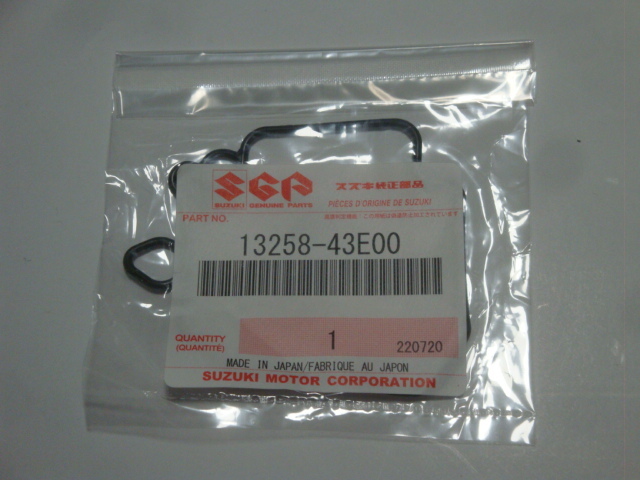 SGP スズキ純正部品
SUZUKI GENUINE PARTS PIÈCES D'ORIGINE DE SUZUKI
PART NO.
13258-43E00
QUANTITY
(QUANTITÉ)
1
220720
MADE IN JAPAN/FABRIQUE AU JAPON
SUZUKI MOTOR CORPORATION